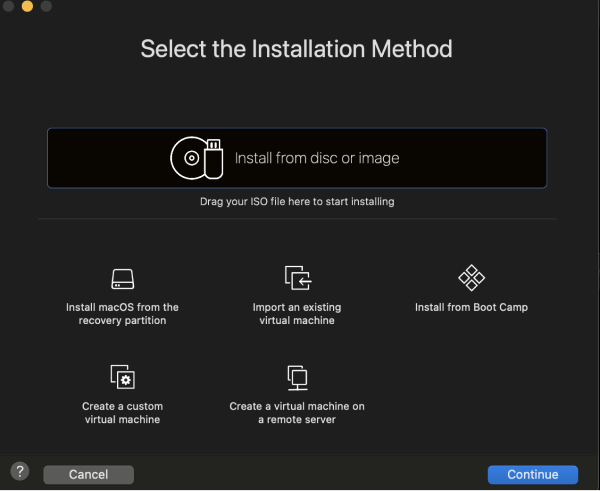 Select the Installation Method
Install from disc or image
Drag your ISO file here to start installing
Install macOS from the
recovery partition
Import an existing
virtual machine
Install from Boot Camp
Create a custom
virtual machine
Create a virtual machine on
a remote server
?
Cancel
Continue